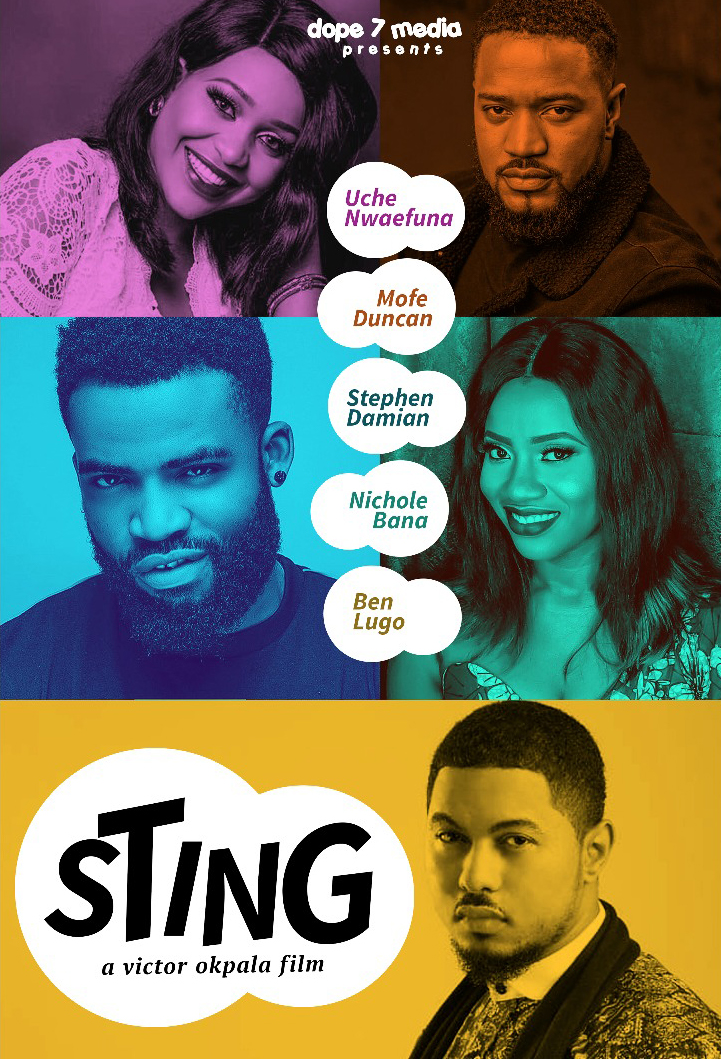 dope 7 media
presents
Uche
Nwaefuna
Mofe
Duncan
Stephen
Damian
Nichole
Bana
Ben
Lugo
STING
a victor okpala film